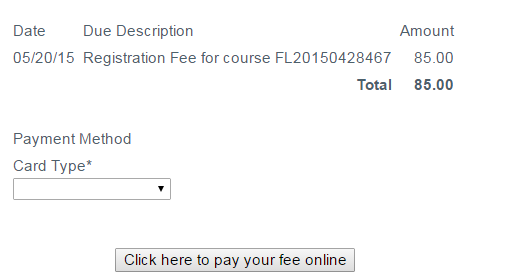 Date Due Description Amount
05/20/15 Registration Fee for course FL20150428467 85.00
Total 85.00
Payment Method
Card Type*
Click here to pay your fee online